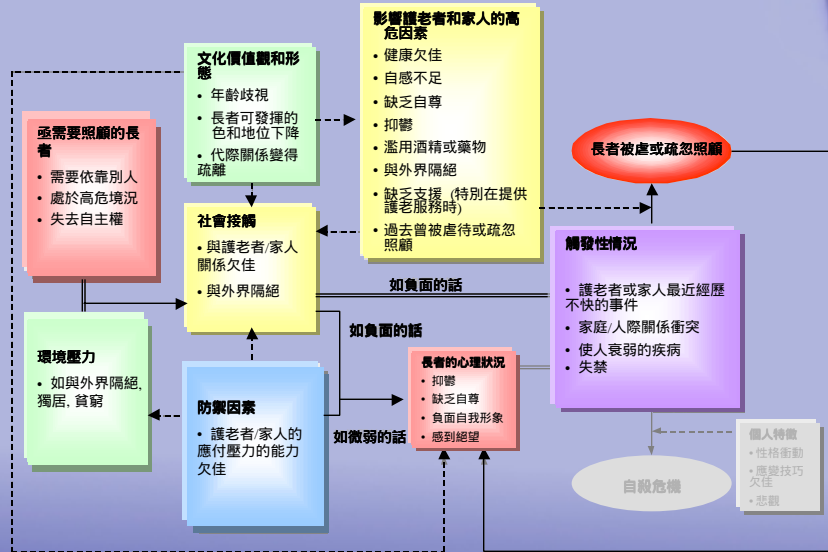 影響護老者和家人的高
危因素
• 健康欠佳
• 自感不足
• 缺乏自尊
• 抑鬱
• 濫用酒精或藥物
• 與外界隔絕
• 缺乏支援 (特別在提供
護老服務時)
• 過去曾被虐待或疏忽
照顧
文化價值觀和形
態
• 年齡歧視
• 長者可發揮的
色和地位下降
• 代際關係變得
疏離
亟需要照顧的長
者
• 需要依靠別人
• 處於高危境況
• 失去自主權
長者被虐或疏忽照顧
社會接觸
• 與護老者/家人
關係欠佳
• 與外界隔絕
觸發性情況
• 護老者或家人最近經歷
不快的事件
• 家庭/人際關係衝突
• 使人衰弱的疾病
• 失禁
如負面的話
如負面的話
環境壓力
• 如與外界隔絕,
獨居, 貧窮
長者的心理狀況
• 抑鬱
• 缺乏自尊
• 負面自我形象
• 感到絕望
防禦因素
• 護老者/家人的
應付壓力的能力
欠佳
如微弱的話
個人特徵
• 性格衝動
• 應變技巧
欠佳
• 悲觀
自殺危機